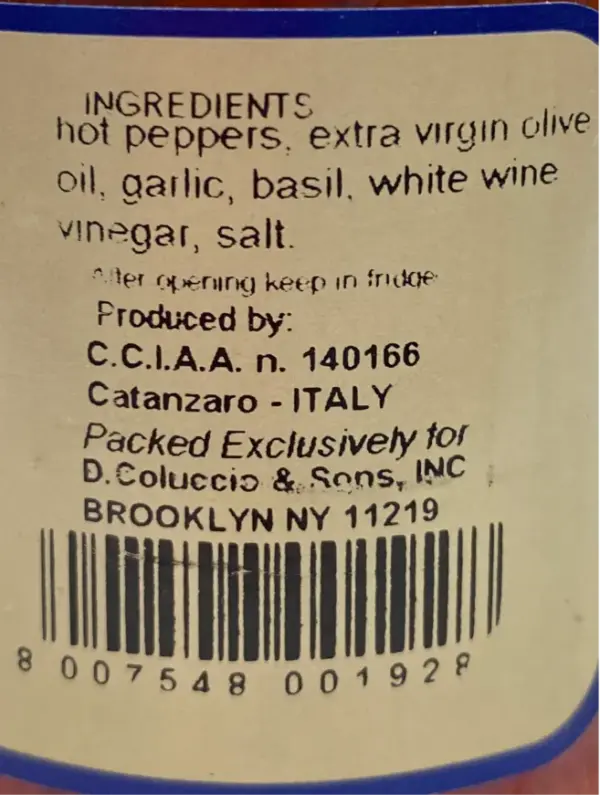 INGREDIENTS
hot peppers, extra virgin olive
oil, garlic, basil, white wine
vinegar, salt.
After opening keep in fridge
Produced by:
C.C.I.A.A. n. 140166
Catanzaro - ITALY
Packed Exclusively for
D.Coluccio & Sons, INC
BROOKLYN NY 11219
8 007548 001928